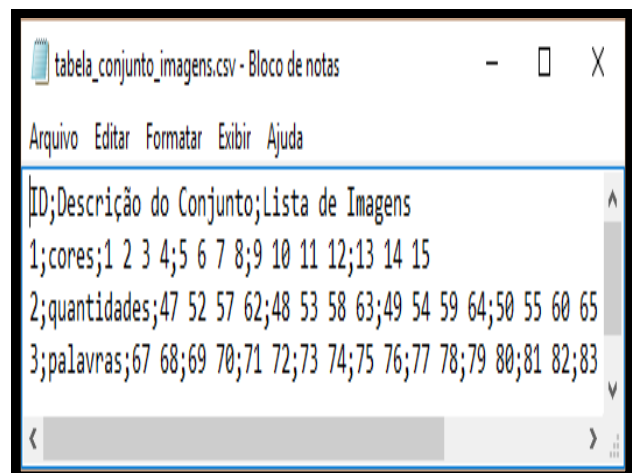 tabela_conjunto_imagens.csv - Bloco de notas
Arquivo Editar Formatar Exibir Ajuda
ID;Descrição do Conjunto;Lista de Imagens
1;cores;1 2 3 4;5 6 7 8;9 10 11 12;13 14 15
2;quantidades;47 52 57 62;48 53 58 63;49 54 59 64;50 55 60 65
3;palavras;67 68;69 70;71 72;73 74;75 76;77 78;79 80;81 82;83